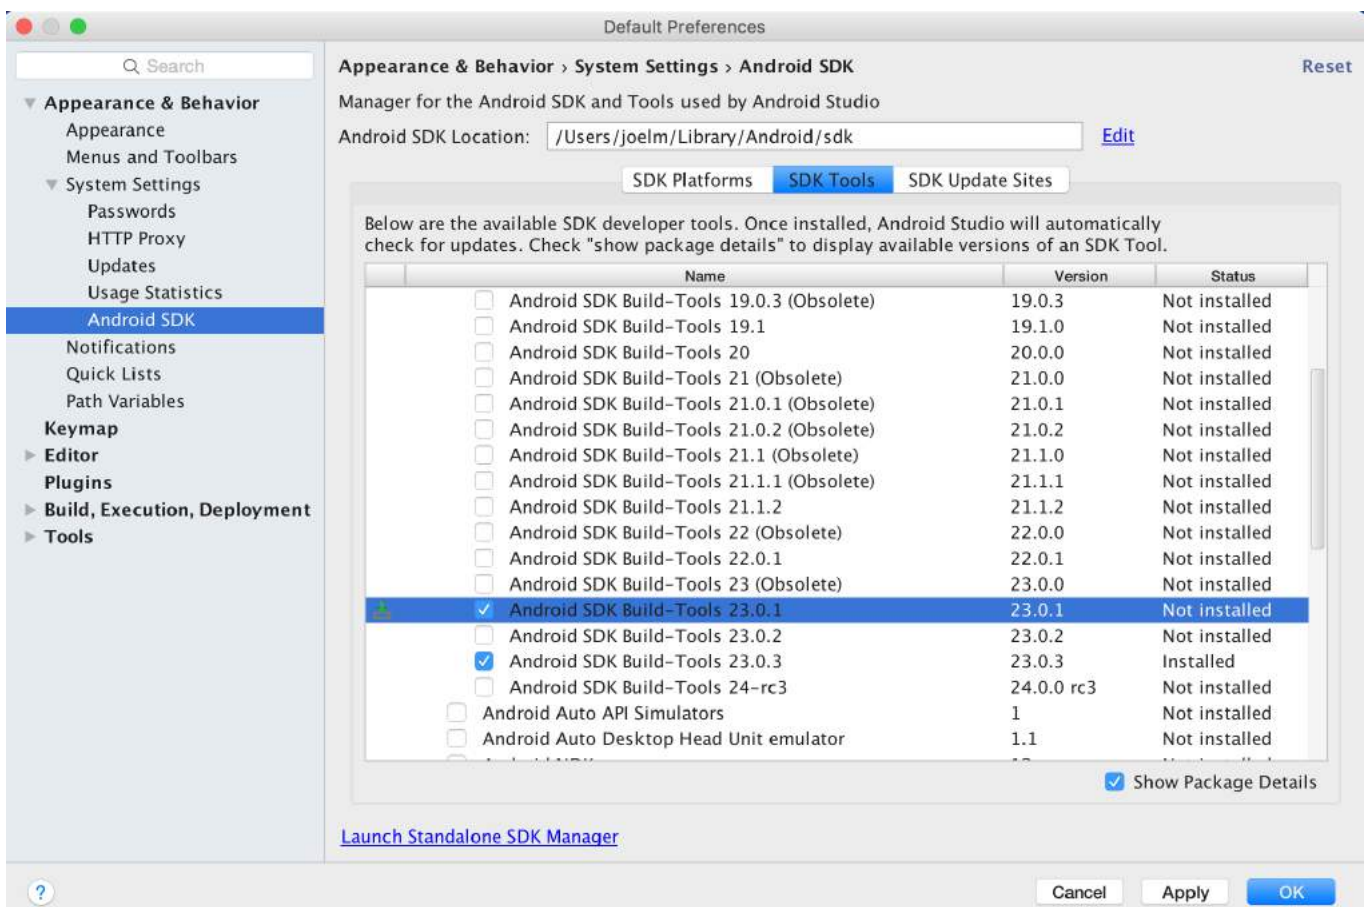 Default Preferences
Search
Appearance & Behavior
Appearance
Menus and Toolbars
System Settings
Passwords
HTTP Proxy
Updates
Usage Statistics
Android SDK
Notifications
Quick Lists
Path Variables
Keymap
Editor
Plugins
Build, Execution, Deployment
Tools
Appearance & Behavior › System Settings › Android SDK
Reset
Manager for the Android SDK and Tools used by Android Studio
Android SDK Location: /Users/joelm/Library/Android/sdk Edit
SDK Platforms SDK Tools SDK Update Sites
Below are the available SDK developer tools. Once installed, Android Studio will automatically
check for updates. Check "show package details" to display available versions of an SDK Tool.
Name Version Status
Android SDK Build-Tools 19.0.3 (Obsolete) 19.0.3 Not installed
Android SDK Build-Tools 19.1 19.1.0 Not installed
Android SDK Build-Tools 20 20.0.0 Not installed
Android SDK Build-Tools 21 (Obsolete) 21.0.0 Not installed
Android SDK Build-Tools 21.0.1 (Obsolete) 21.0.1 Not installed
Android SDK Build-Tools 21.0.2 (Obsolete) 21.0.2 Not installed
Android SDK Build-Tools 21.1 (Obsolete) 21.1.0 Not installed
Android SDK Build-Tools 21.1.1 (Obsolete) 21.1.1 Not installed
Android SDK Build-Tools 21.1.2 21.1.2 Not installed
Android SDK Build-Tools 22 (Obsolete) 22.0.0 Not installed
Android SDK Build-Tools 22.0.1 22.0.1 Not installed
Android SDK Build-Tools 23 (Obsolete) 23.0.0 Not installed
Android SDK Build-Tools 23.0.1 23.0.1 Not installed
Android SDK Build-Tools 23.0.2 23.0.2 Not installed
Android SDK Build-Tools 23.0.3 23.0.3 Installed
Android SDK Build-Tools 24-rc3 24.0.0 rc3 Not installed
Android Auto API Simulators 1 Not installed
Android Auto Desktop Head Unit emulator 1.1 Not installed
Show Package Details
Launch Standalone SDK Manager
? Cancel Apply OK